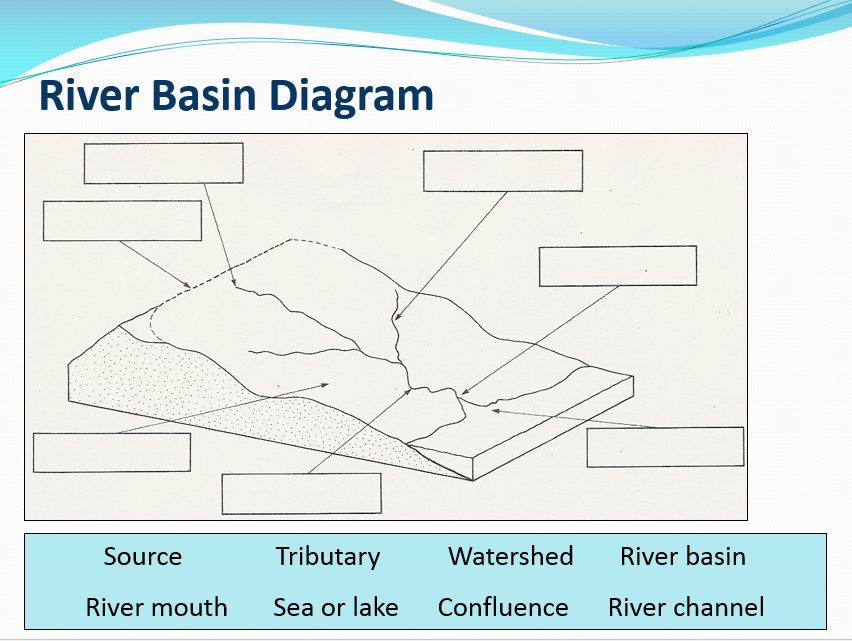 River Basin Diagram
Source Tributary Watershed River basin
River mouth Sea or lake Confluence River channel